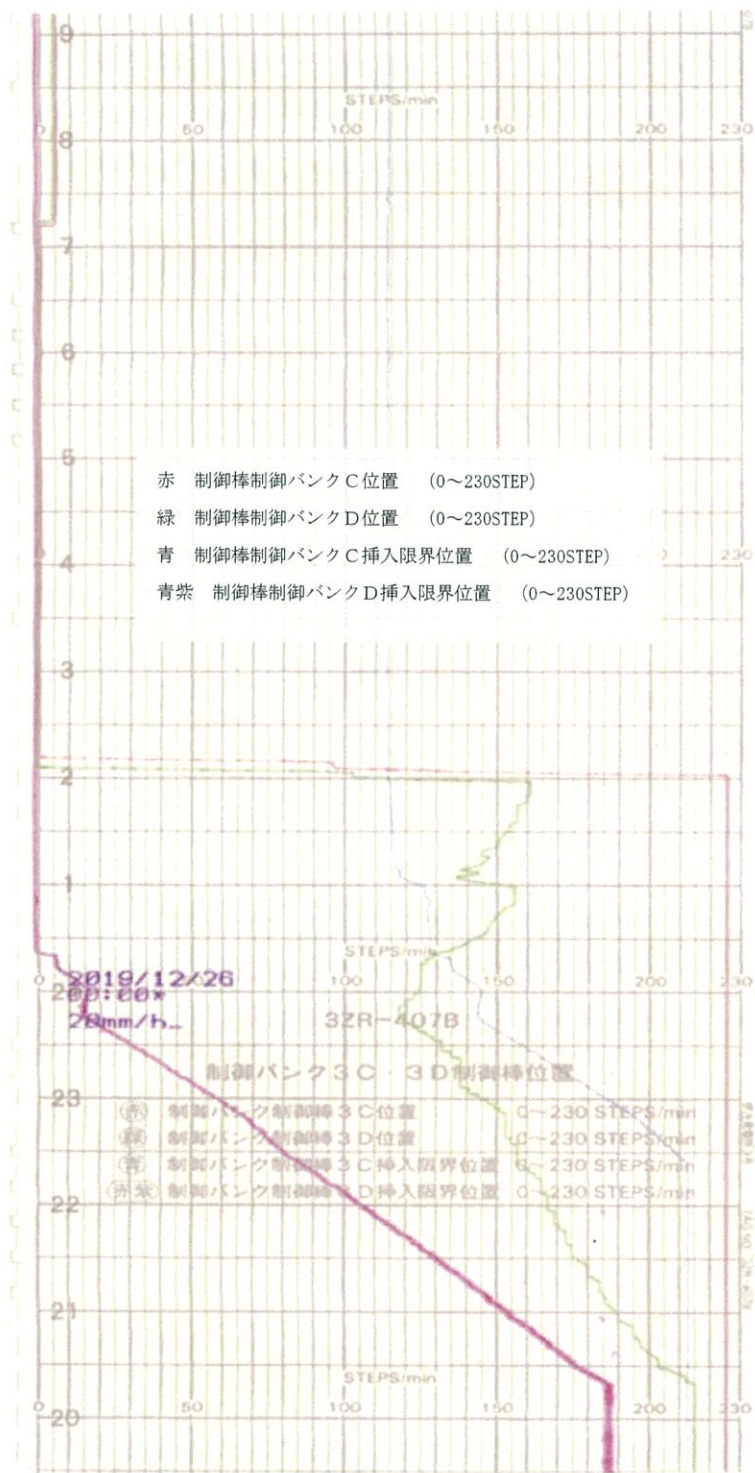 9
STEPS/min
0 50 100 150 200 230
8
7
6
5
赤 制御棒制御バンクC位置 (0～230STEP)
緑 制御棒制御バンクD位置 (0～230STEP)
青 制御棒制御バンクC挿入限界位置 (0～230STEP)
青紫 制御棒制御バンクD挿入限界位置 (0～230STEP)
4
3
2
1
STEPS/min
0 50 100 150 200 230
2019/12/26
00:00*
20mm/h
3ZR-407B
制御バンク3C・3D制御棒位置
23
赤 制御バンク制御棒3C位置 0～230 STEPS/min
緑 制御バンク制御棒3D位置 0～230 STEPS/min
青 制御バンク制御棒3C挿入限界位置 0～230 STEPS/min
赤紫 制御バンク制御棒3D挿入限界位置 0～230 STEPS/min
22
21
STEPS/min
0 50 100 150 200 230
20